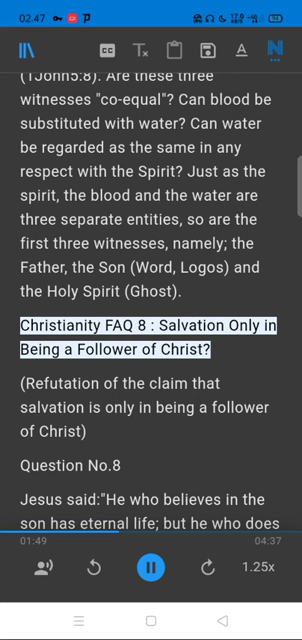 02.47
17.0
KB/s
CC
A
N
(1John5:8). Are these three
witnesses "co-equal"? Can blood be
substituted with water? Can water
be regarded as the same in any
respect with the Spirit? Just as the
spirit, the blood and the water are
three separate entities, so are the
first three witnesses, namely; the
Father, the Son (Word, Logos) and
the Holy Spirit (Ghost).
Christianity FAQ 8 : Salvation Only in
Being a Follower of Christ?
(Refutation of the claim that
salvation is only in being a follower
of Christ)
Question No.8
Jesus said:"He who believes in the
son has eternal life; but he who does
01:49 04:37
1.25x